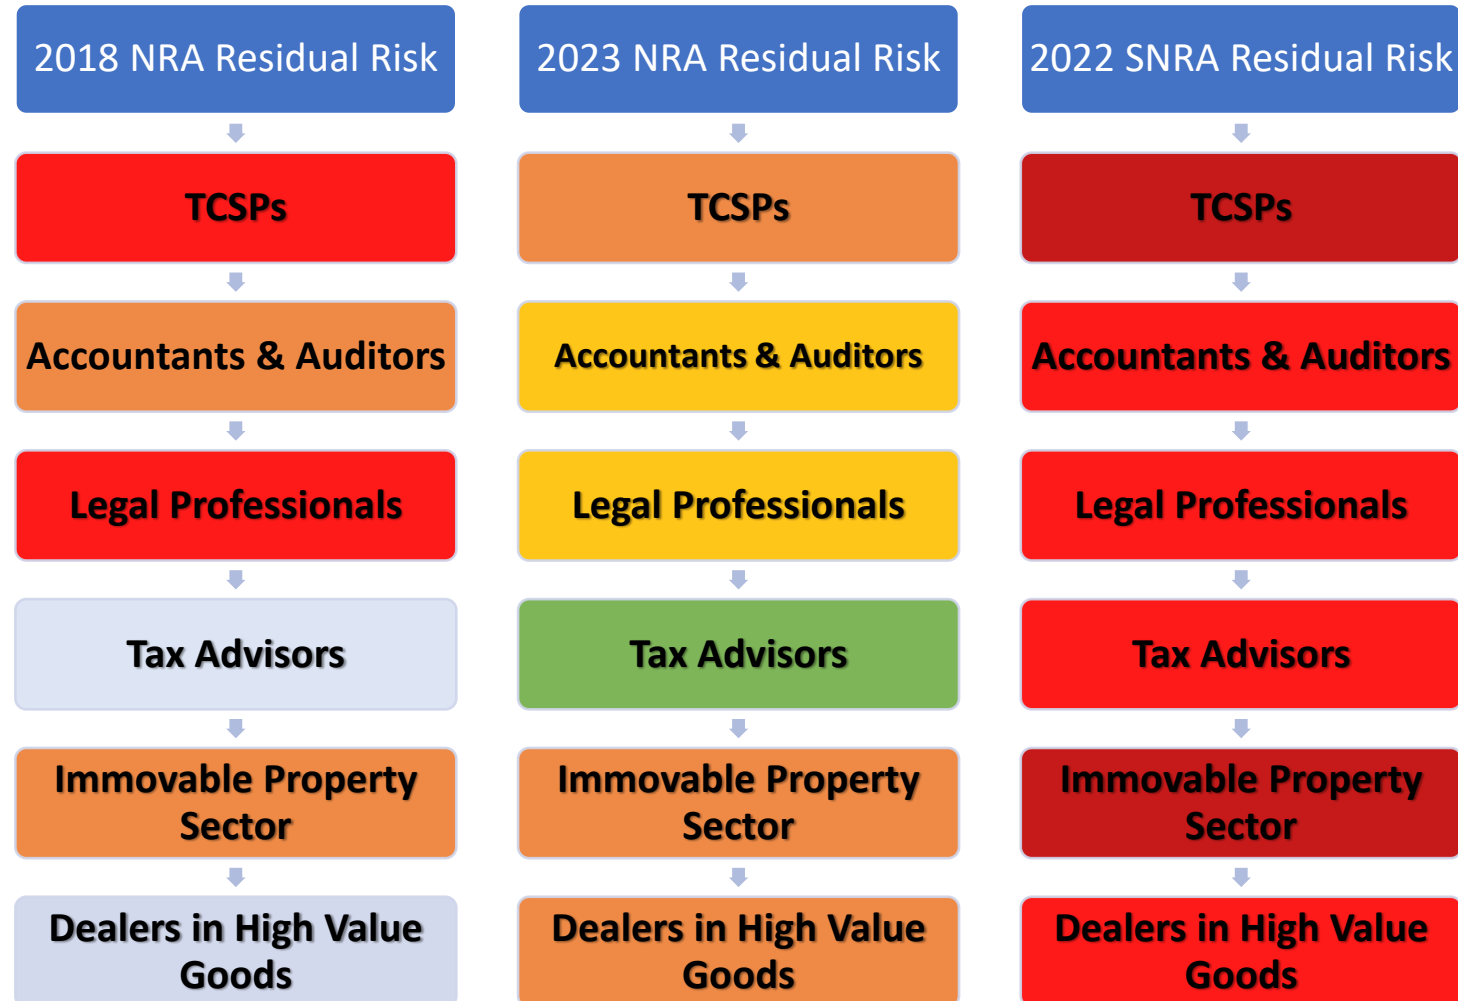 2018 NRA Residual Risk
TCSPs
Accountants & Auditors
Legal Professionals
Tax Advisors
Immovable Property
Sector
Dealers in High Value
Goods
2023 NRA Residual Risk
TCSPs
Accountants & Auditors
Legal Professionals
Tax Advisors
Immovable Property
Sector
Dealers in High Value
Goods
2022 SNRA Residual Risk
TCSPs
Accountants & Auditors
Legal Professionals
Tax Advisors
Immovable Property
Sector
Dealers in High Value
Goods